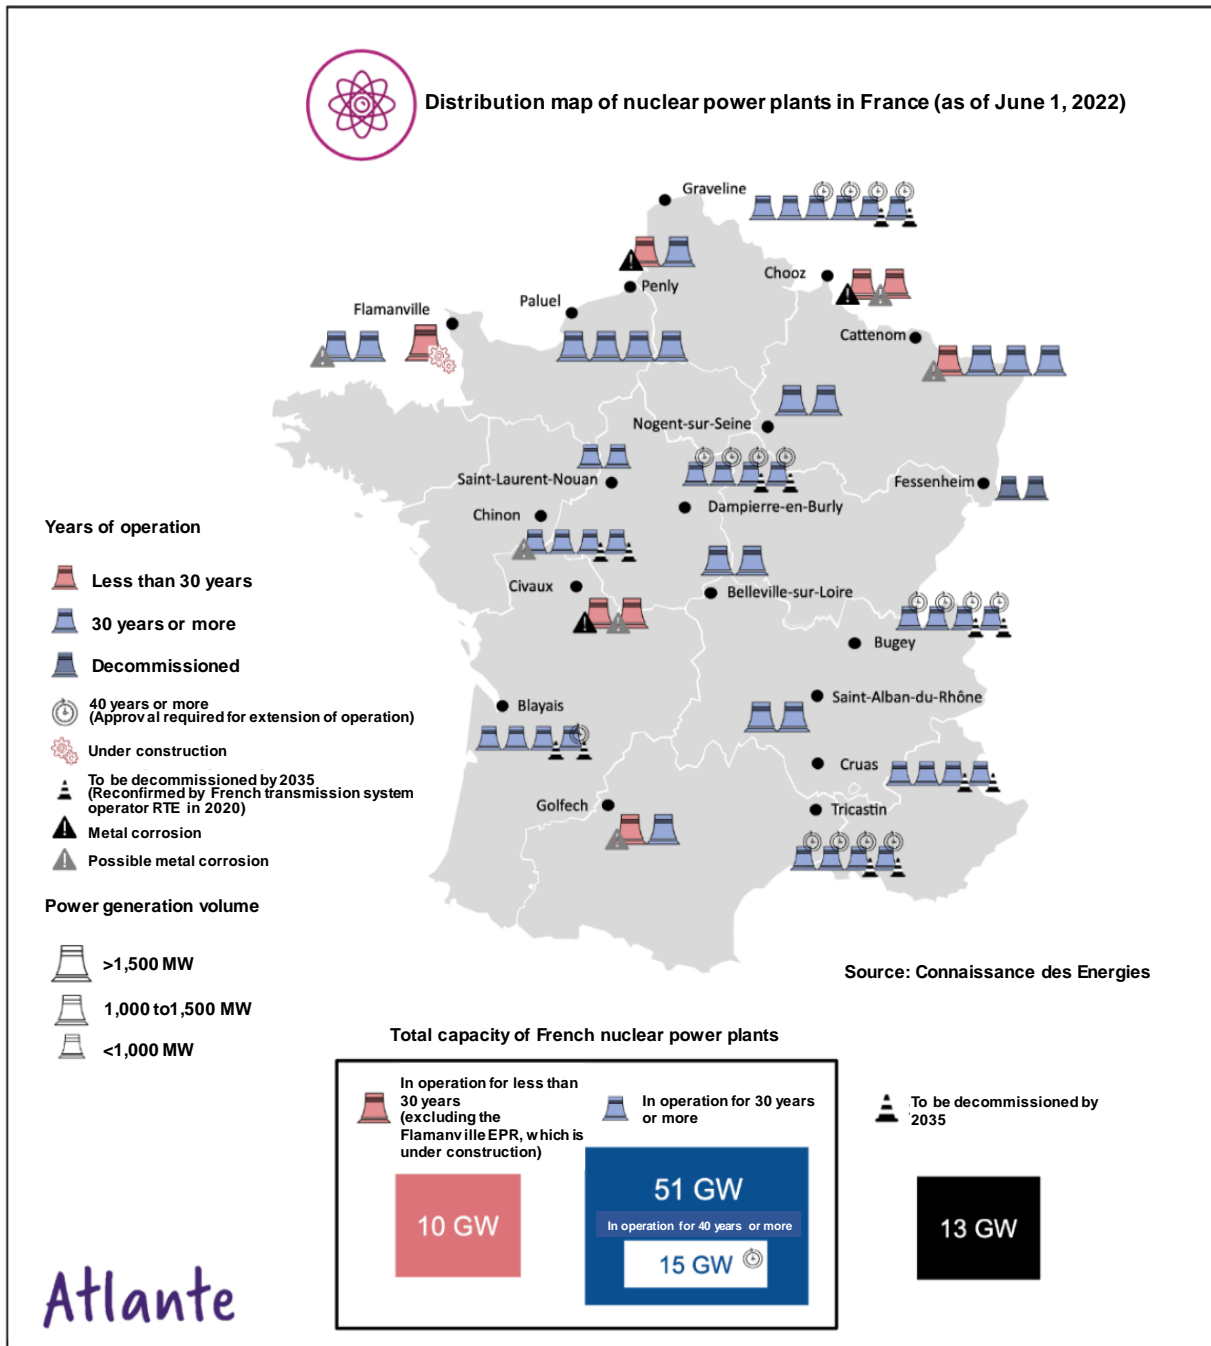 Distribution map of nuclear power plants in France (as of June 1, 2022)
Graveline
Penly
Chooz
Paluel
Flamanville
Cattenom
Nogent-sur-Seine
Saint-Laurent-Nouan
Fessenheim
Dampierre-en-Burly
Chinon
Civaux
Belleville-sur-Loire
Bugey
Saint-Alban-du-Rhône
Blayais
Cruas
Golfech
Tricastin
Years of operation
Less than 30 years
30 years or more
Decommissioned
40 years or more
(Approval required for extension of operation)
Under construction
To be decommissioned by 2035
(Reconfirmed by French transmission system
operator RTE in 2020)
Metal corrosion
Possible metal corrosion
Power generation volume
>1,500 MW
1,000 to1,500 MW
<1,000 MW
Source: Connaissance des Energies
Total capacity of French nuclear power plants
In operation for less than
30 years
(excluding the
Flamanville EPR, which is
under construction)
10 GW
In operation for 30 years
or more
51 GW
In operation for 40 years or more
15 GW
To be decommissioned by
2035
13 GW
Atlante